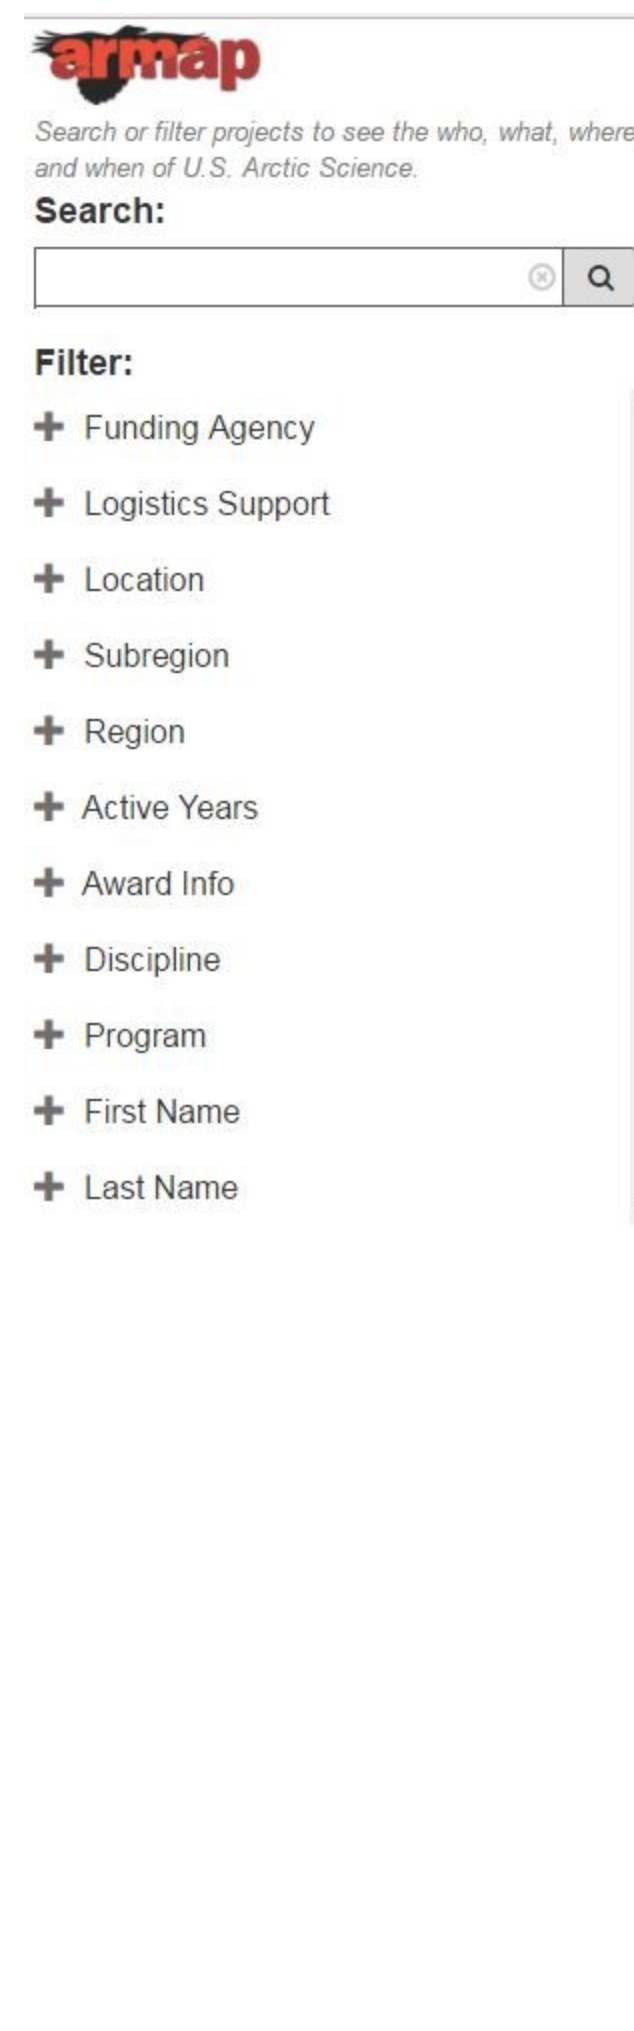 armap
Search or filter projects to see the who, what, where
and when of U.S. Arctic Science.
Search:
Filter:
Funding Agency
Logistics Support
Location
Subregion
Region
Active Years
Award Info
Discipline
Program
First Name
Last Name